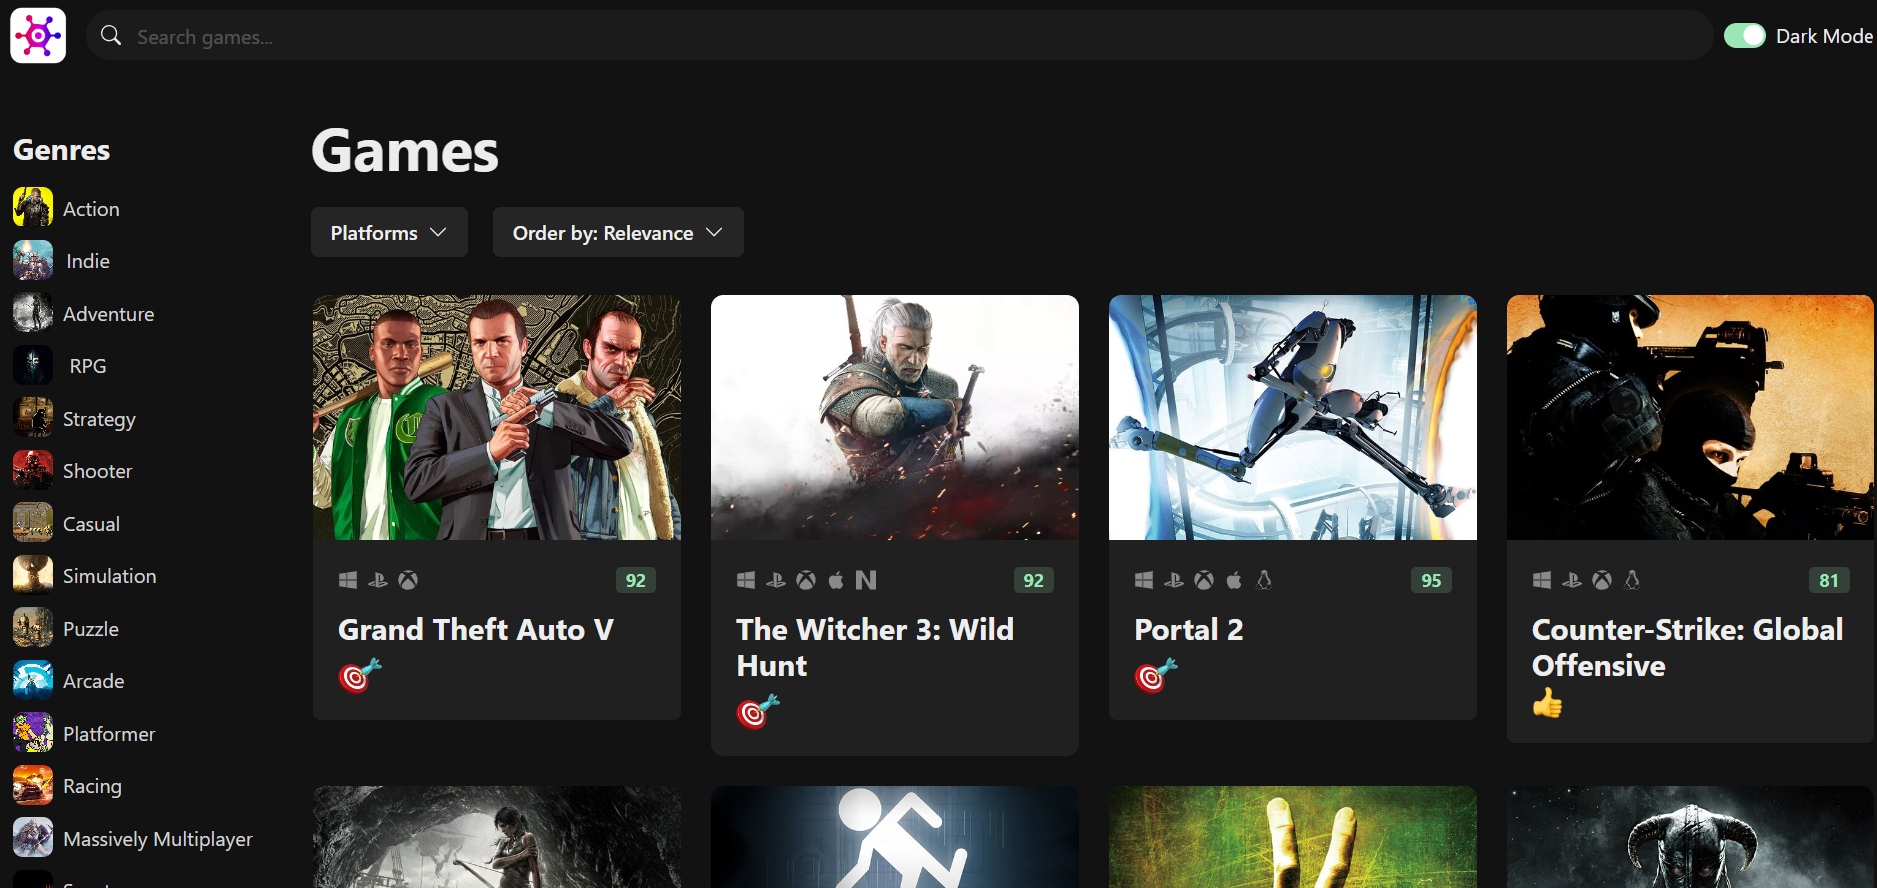 Search games...
Dark Mode
Genres
Action
Indie
Adventure
RPG
Strategy
Shooter
Casual
Simulation
Puzzle
Arcade
Platformer
Racing
Massively Multiplayer
Games
Platforms
Order by: Relevance
92
Grand Theft Auto V
92
The Witcher 3: Wild
Hunt
95
Portal 2
81
Counter-Strike: Global
Offensive